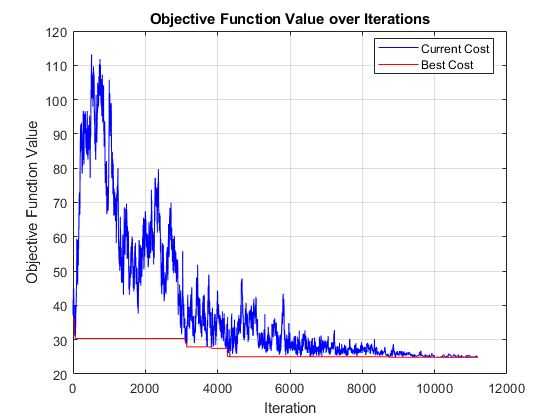 Objective Function Value over Iterations
120
110
100
90
80
70
60
50
40
30
20
Objective Function Value
Current Cost
Best Cost
0 2000 4000 6000 8000 10000 12000
Iteration